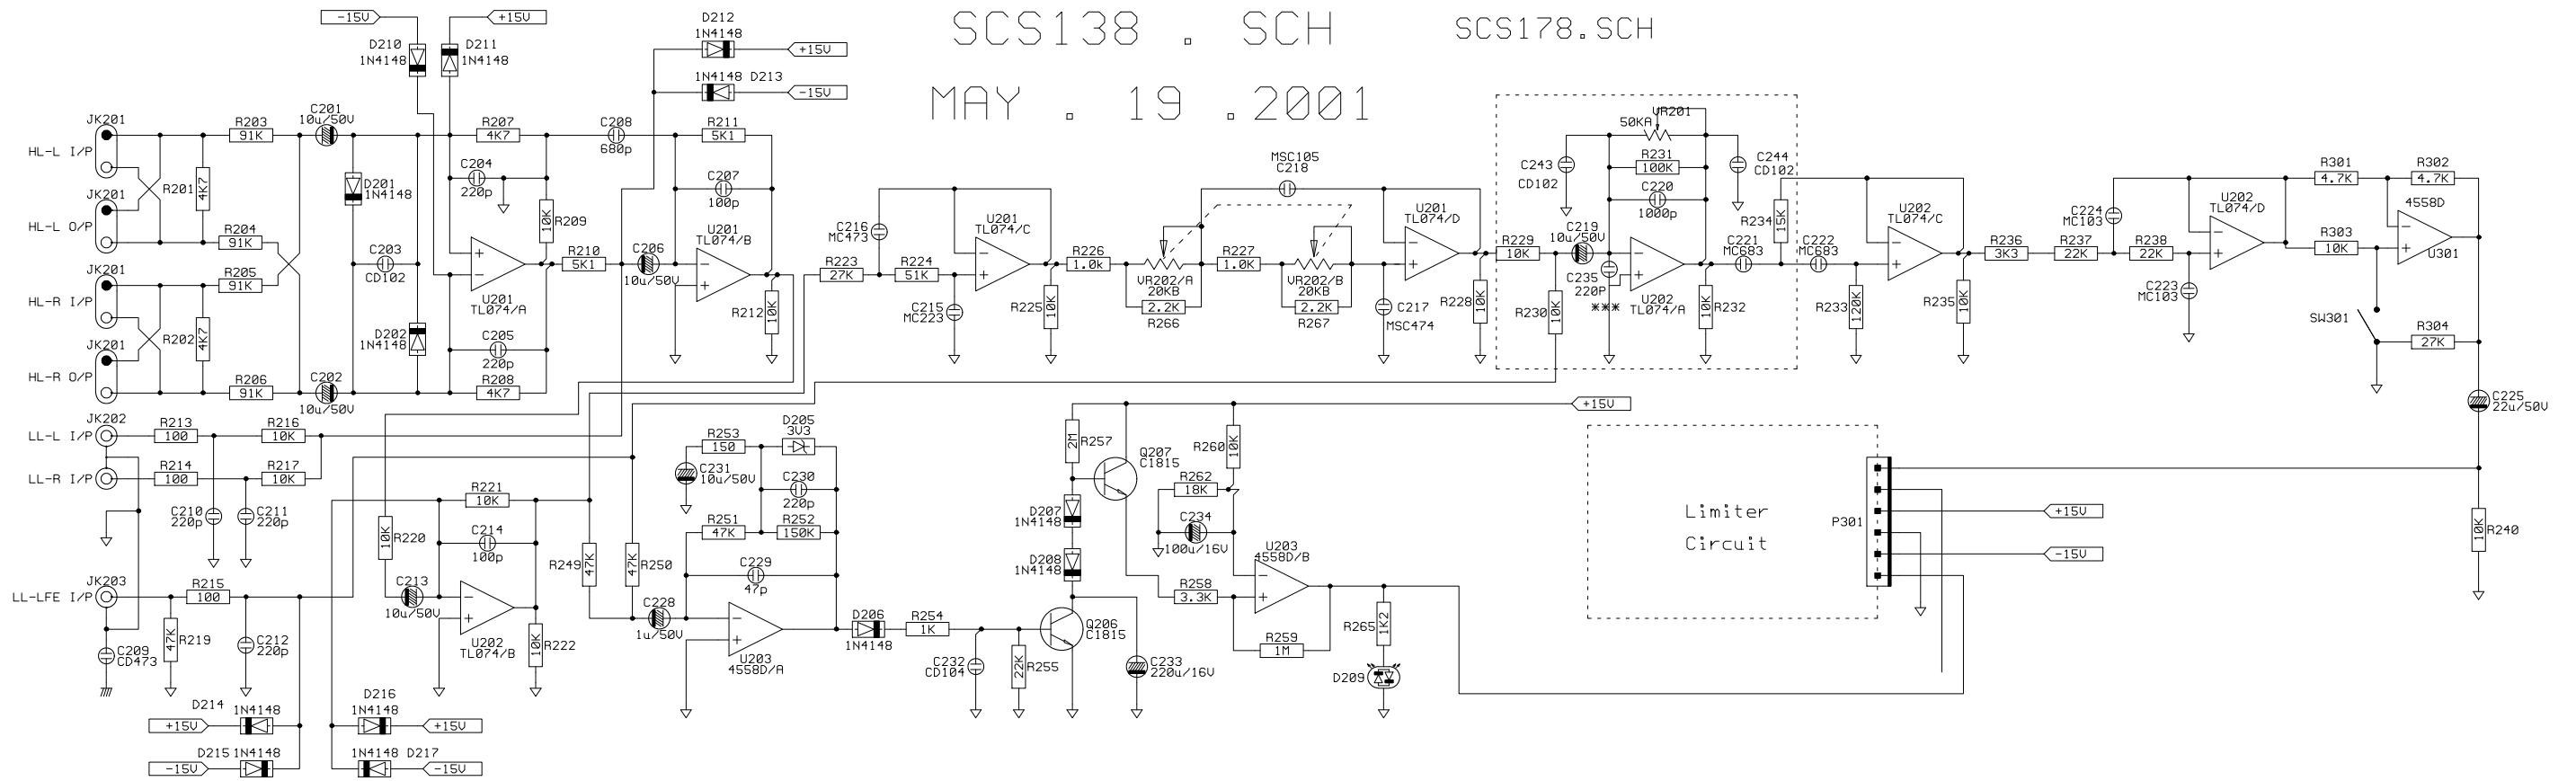 SCS138 . SCH
SCS178.SCH
MAY . 19 .2001
-15V
+15V
D210
1N4148
D211
1N4148
D212
1N4148
+15V
1N4148 D213
-15V
JK201
HL-L I/P
JK201
HL-L O/P
JK201
HL-R I/P
JK201
HL-R O/P
R201
4K7
R202
4K7
R203
91K
R204
91K
R205
91K
R206
91K
C201
10u/50V
C202
10u/50V
D201
1N4148
C203
CD102
D202
1N4148
R207
4K7
C204
220p
R209
10K
U201
TL074/A
C205
220p
R208
4K7
R210
5K1
C208
680p
R211
5K1
C207
100p
C206
10u/50V
U201
TL074/B
R212
10K
C216
MC473
R223
27K
R224
51K
C215
MC223
U201
TL074/C
R225
10K
R226
1.0k
MSC105
C218
VR202/A
20KB
2.2K
R266
R227
1.0K
VR202/B
20KB
2.2K
R267
C217
MSC474
U201
TL074/D
R228
10K
R229
10K
R230
10K
C219
10u/50V
C235
220P
***
C243
CD102
50KA
VR201
R231
100K
C220
1000p
C244
CD102
U202
TL074/A
R232
10K
C221
MC683
R234
15K
C222
MC683
R233
120K
U202
TL074/C
R235
10K
R236
3K3
R237
22K
C224
MC103
R238
22K
C223
MC103
U202
TL074/D
R301
4.7K
R302
4.7K
R303
10K
4558D
U301
SW301
R304
27K
C225
22u/50V
R240
10K
JK202
LL-L I/P
LL-R I/P
R213
100
R214
100
R216
10K
R217
10K
C210
220p
C211
220p
JK203
LL-LFE I/P
R215
100
C209
CD473
R219
47K
C212
220p
D214
1N4148
+15V
D215 1N4148
-15V
D216
1N4148
+15V
1N4148 D217
-15V
R220
10K
R221
10K
C214
100p
C213
10u/50V
U202
TL074/B
R222
10K
R249
47K
R250
47K
C228
1u/50V
C231
10u/50V
R253
150
D205
3V3
C230
220p
R251
47K
R252
150K
C229
47p
U203
4558D/A
D206
1N4148
R254
1K
C232
CD104
R255
22K
Q206
C1815
C233
220u/16V
R257
2M
D207
1N4148
D208
1N4148
Q207
C1815
+15V
R260
10K
R262
18K
C234
100u/16V
R258
3.3K
U203
4558D/B
R259
1M
R265
1K2
D209
Limiter
Circuit
P301
+15V
-15V